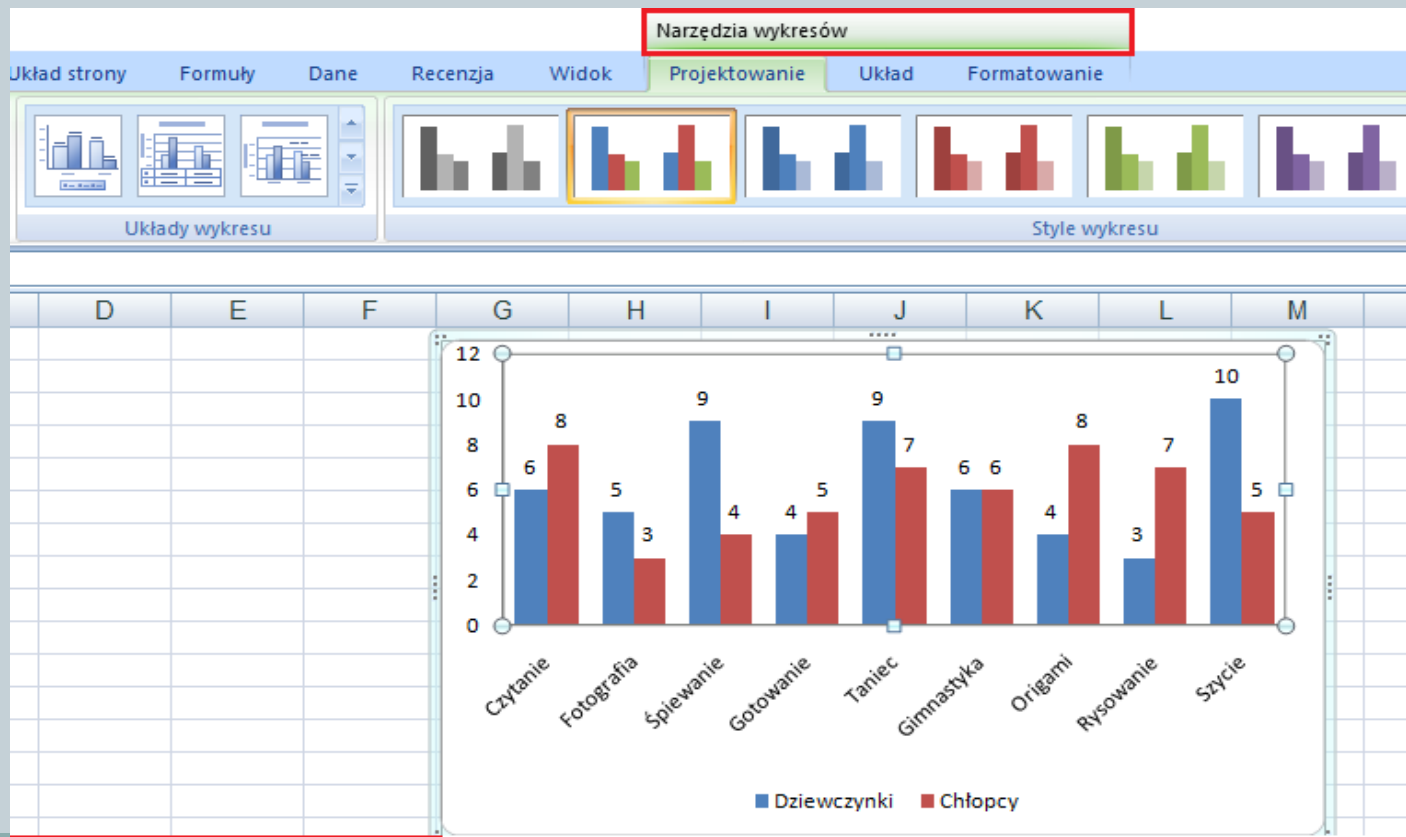 Narzędzia wykresów
Układ strony Formuły Dane Recenzja Widok Projektowanie Układ Formatowanie
Układy wykresu Style wykresu
D E F G H I J K L M
12
10
8
6
4
2
0
6 8 5 3 9 4 4 5 9 7 6 6 4 8 3 7 10 5
Czytanie Fotografia Śpiewanie Gotowanie Taniec Gimnastyka Origami Rysowanie Szycie
Dziewczynki Chłopcy